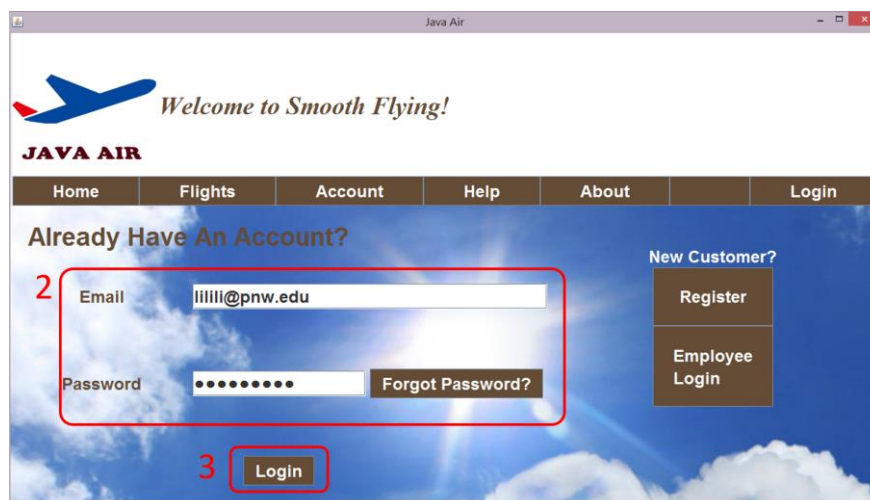 Java Air
Welcome to Smooth Flying!
JAVA AIR
Home Flights Account Help About Login
Already Have An Account?
New Customer?
2
Email lilili@pnw.edu
Register
Password ●●●●●●●●● Forgot Password?
Employee
Login
3
Login